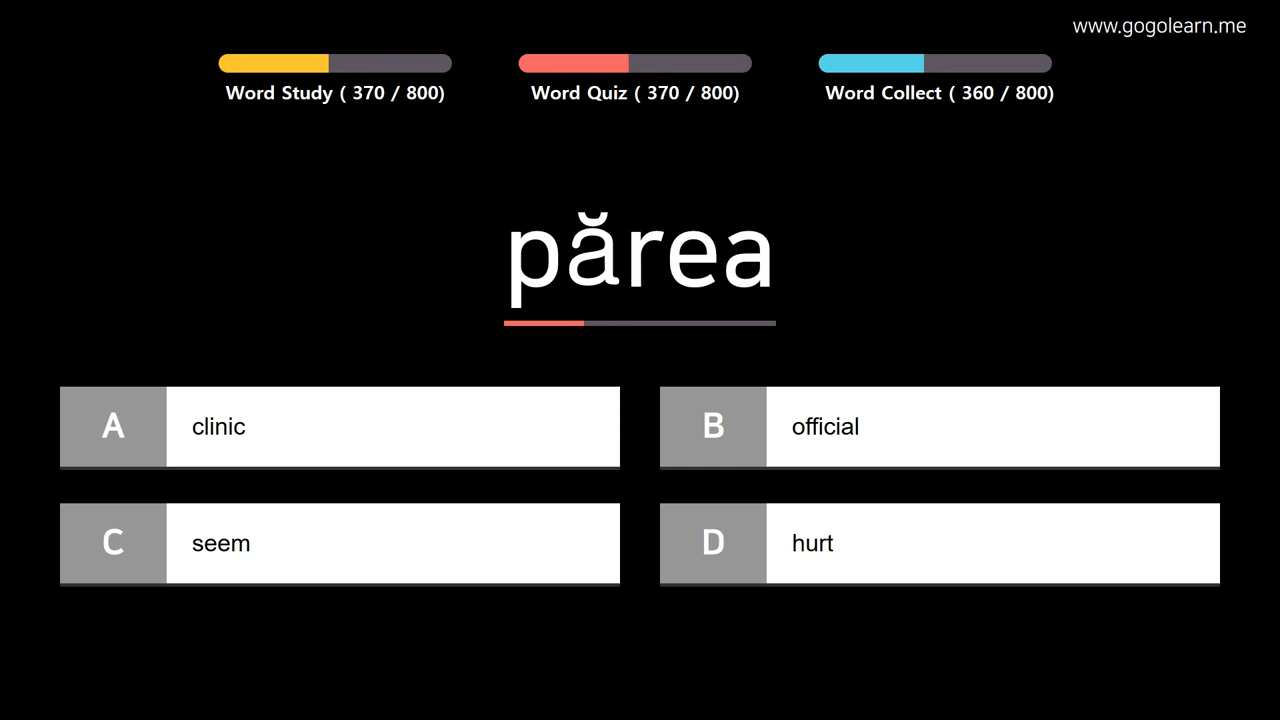 www.gogolearn.me
Word Study ( 370 / 800)
Word Quiz ( 370 / 800)
Word Collect ( 360 / 800)
părea
A clinic
B official
C seem
D hurt